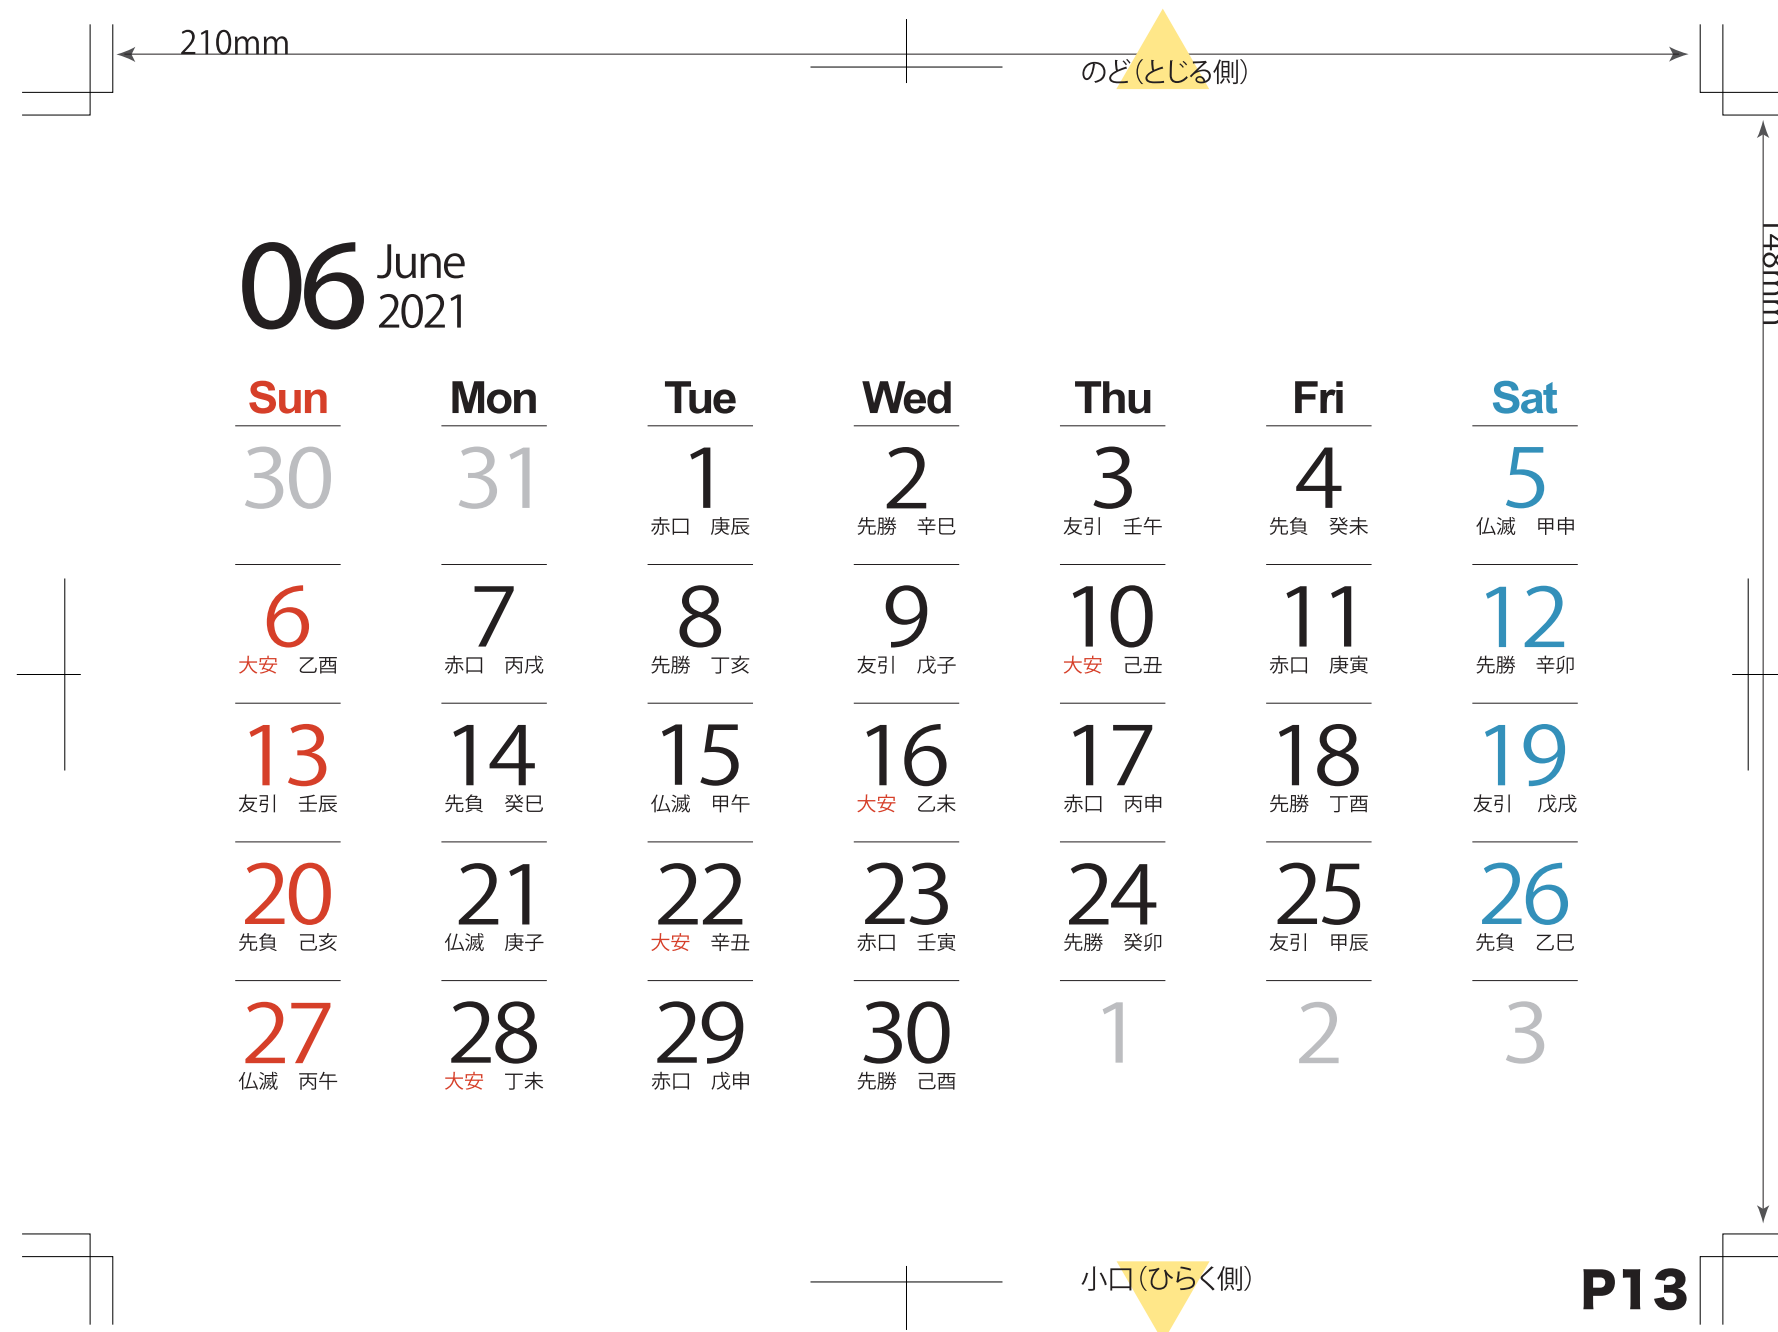 210mm
のど（とじる側）
148mm
06 June
2021
Sun Mon Tue Wed Thu Fri Sat
30 31 1 2 3 4 5
赤口　庚辰 先勝　辛巳 友引　壬午 先負　癸未 仏滅　甲申
6 7 8 9 10 11 12
大安　乙酉 赤口　丙戌 先勝　丁亥 友引　戊子 大安　己丑 赤口　庚寅 先勝　辛卯
13 14 15 16 17 18 19
友引　壬辰 先負　癸巳 仏滅　甲午 大安　乙未 赤口　丙申 先勝　丁酉 友引　戊戌
20 21 22 23 24 25 26
先負　己亥 仏滅　庚子 大安　辛丑 赤口　壬寅 先勝　癸卯 友引　甲辰 先負　乙巳
27 28 29 30 1 2 3
仏滅　丙午 大安　丁未 赤口　戊申 先勝　己酉
小口（ひらく側）
P13